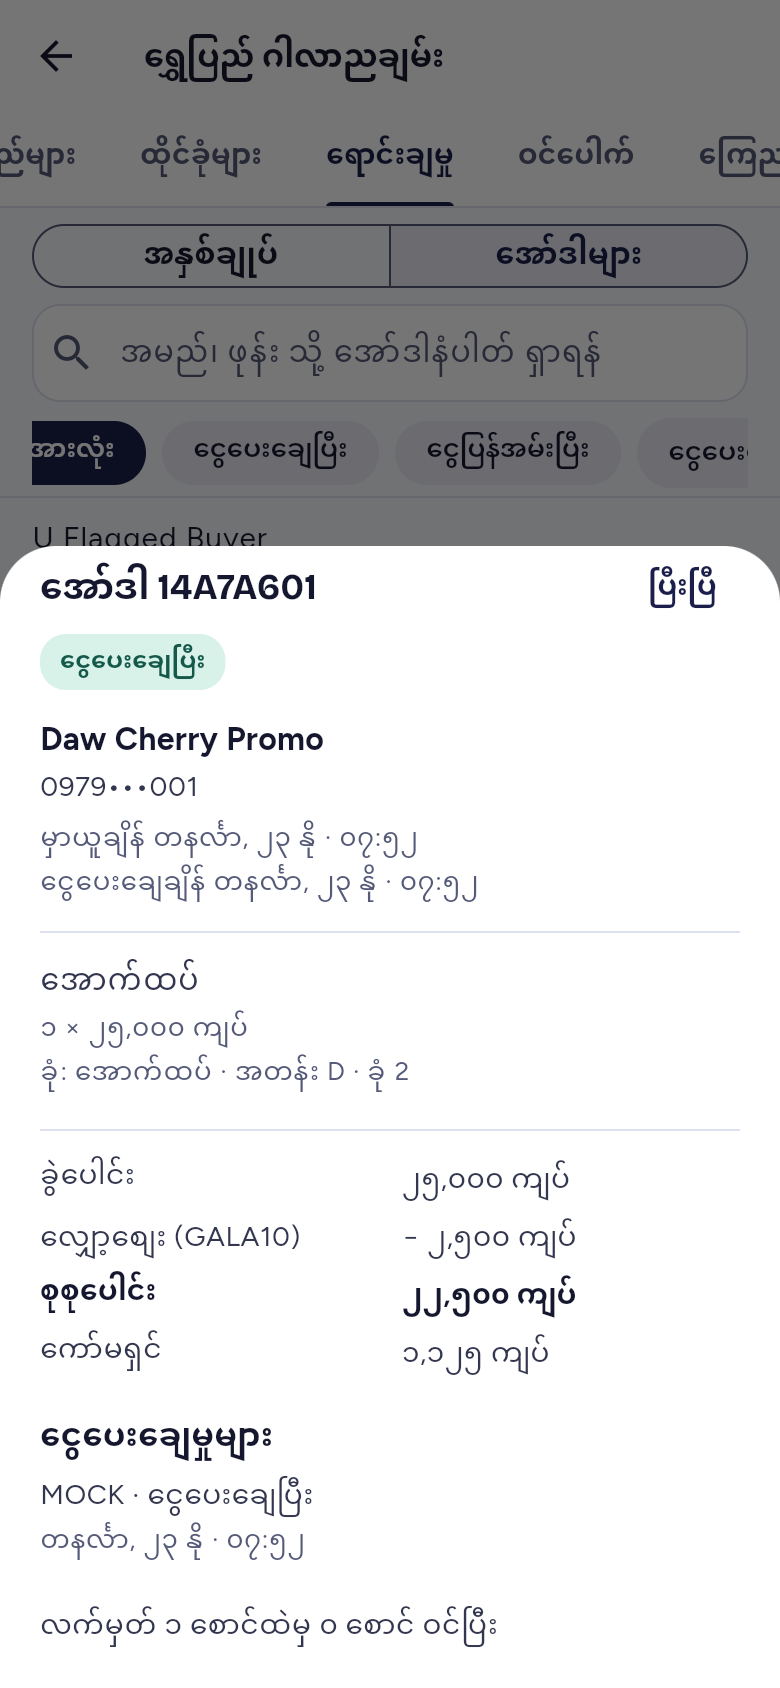 ရွှေပြည် ဂါလာညချမ်း
ည်များ ထိုင်ခုံများ ရောင်းချမှု ဝင်ပေါက် ကြေည
အနှစ်ချုပ် အော်ဒါများ
အမည်၊ ဖုန်း သို့ အော်ဒါနံပါတ် ရှာရန်
အားလုံး ငွေပေးချေပြီး ငွေပြန်အမ်းပြီး ငွေပေး
U Flagged Buyer
အော်ဒါ 14A7A601 ပြီးပြီ
ငွေပေးချေပြီး
Daw Cherry Promo
0979•••001
မှာယူချိန် တနင်္လာ, ၂၃ နို · ၀၇:၅၂
ငွေပေးချေချိန် တနင်္လာ, ၂၃ နို · ၀၇:၅၂
အောက်ထပ်
၁ × ၂၅,၀၀၀ ကျပ်
ခုံ: အောက်ထပ် · အတန်း D · ခုံ 2
ခွဲပေါင်း ၂၅,၀၀၀ ကျပ်
လျှော့ဈေး (GALA10) − ၂,၅၀၀ ကျပ်
စုစုပေါင်း ၂၂,၅၀၀ ကျပ်
ကော်မရှင် ၁,၁၂၅ ကျပ်
ငွေပေးချေမှုများ
MOCK · ငွေပေးချေပြီး
တနင်္လာ, ၂၃ နို · ၀၇:၅၂
လက်မှတ် ၁ စောင်ထဲမှ ၀ စောင် ဝင်ပြီး